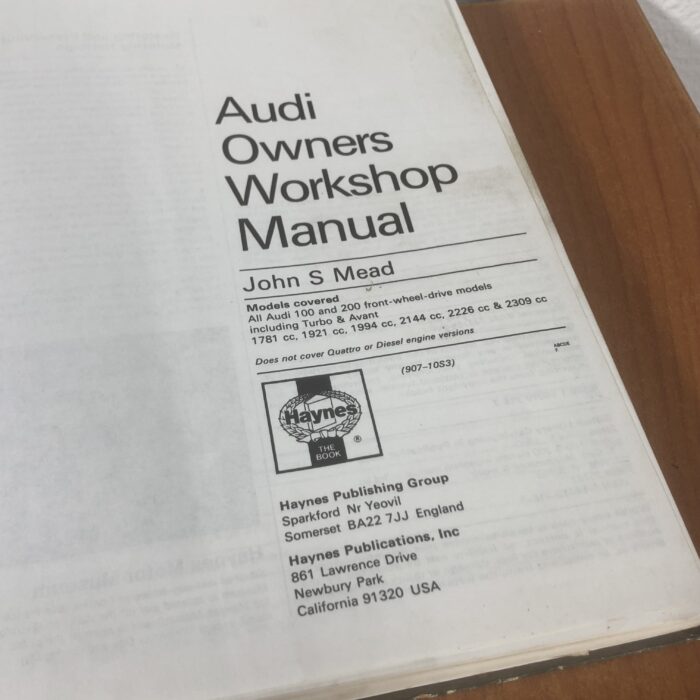 Audi
Owners
Workshop
Manual
John S Mead
Models covered
All Audi 100 and 200 front-wheel-drive models
including Turbo & Avant
1781 cc, 1921 cc, 1994 cc, 2144 cc, 2226 cc & 2309 cc
Does not cover Quattro or Diesel engine versions
(907-10S3)
ABCDE
Haynes
®
THE
BOOK
Haynes Publishing Group
Sparkford Nr Yeovil
Somerset BA22 7JJ England
Haynes Publications, Inc
861 Lawrence Drive
Newbury Park
California 91320 USA